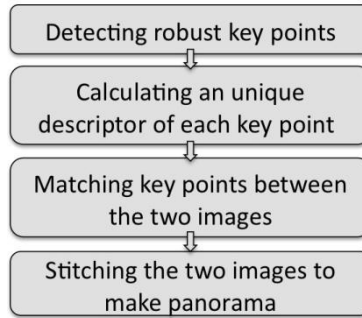 Detecting robust key points
Calculating an unique
descriptor of each key point
Matching key points between
the two images
Stitching the two images to
make panorama